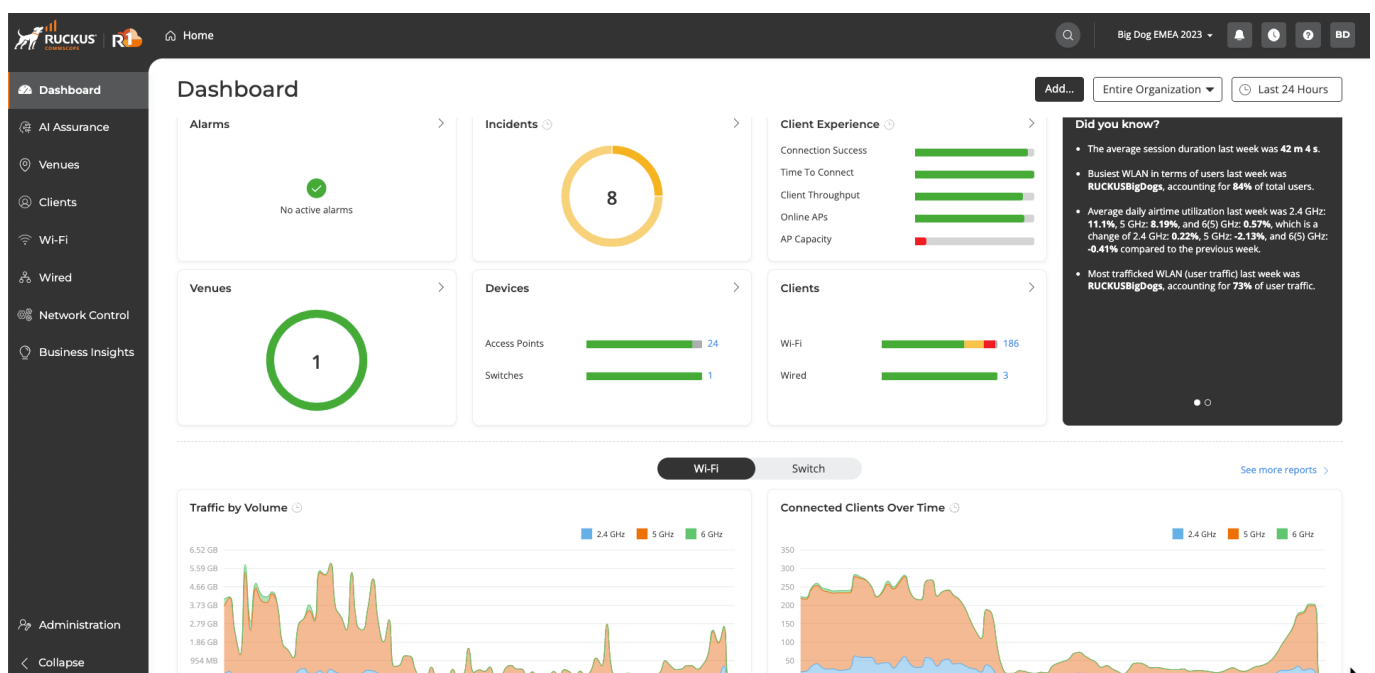 RUCKUS
COMMSCOPE
R1
Home
Big Dog EMEA 2023
BD
Dashboard
AI Assurance
Venues
Clients
Wi-Fi
Wired
Network Control
Business Insights
Administration
Collapse
Dashboard
Add...
Entire Organization
Last 24 Hours
Alarms
No active alarms
Incidents
8
Client Experience
Connection Success
Time To Connect
Client Throughput
Online APs
AP Capacity
Did you know?
• The average session duration last week was 42 m 4 s.
• Busiest WLAN in terms of users last week was
RUCKUSBigDogs, accounting for 84% of total users.
• Average daily airtime utilization last week was 2.4 GHz:
11.1%, 5 GHz: 8.19%, and 6(5) GHz: 0.57%, which is a
change of 2.4 GHz: 0.22%, 5 GHz: -2.13%, and 6(5) GHz:
-0.41% compared to the previous week.
• Most trafficked WLAN (user traffic) last week was
RUCKUSBigDogs, accounting for 73% of user traffic.
Venues
1
Devices
Access Points 24
Switches 1
Clients
Wi-Fi 186
Wired 3
Wi-Fi
Switch
See more reports
Traffic by Volume
2.4 GHz 5 GHz 6 GHz
6.52 GB
5.59 GB
4.66 GB
3.73 GB
2.79 GB
1.86 GB
954 MB
Connected Clients Over Time
2.4 GHz 5 GHz 6 GHz
350
300
250
200
150
100
50